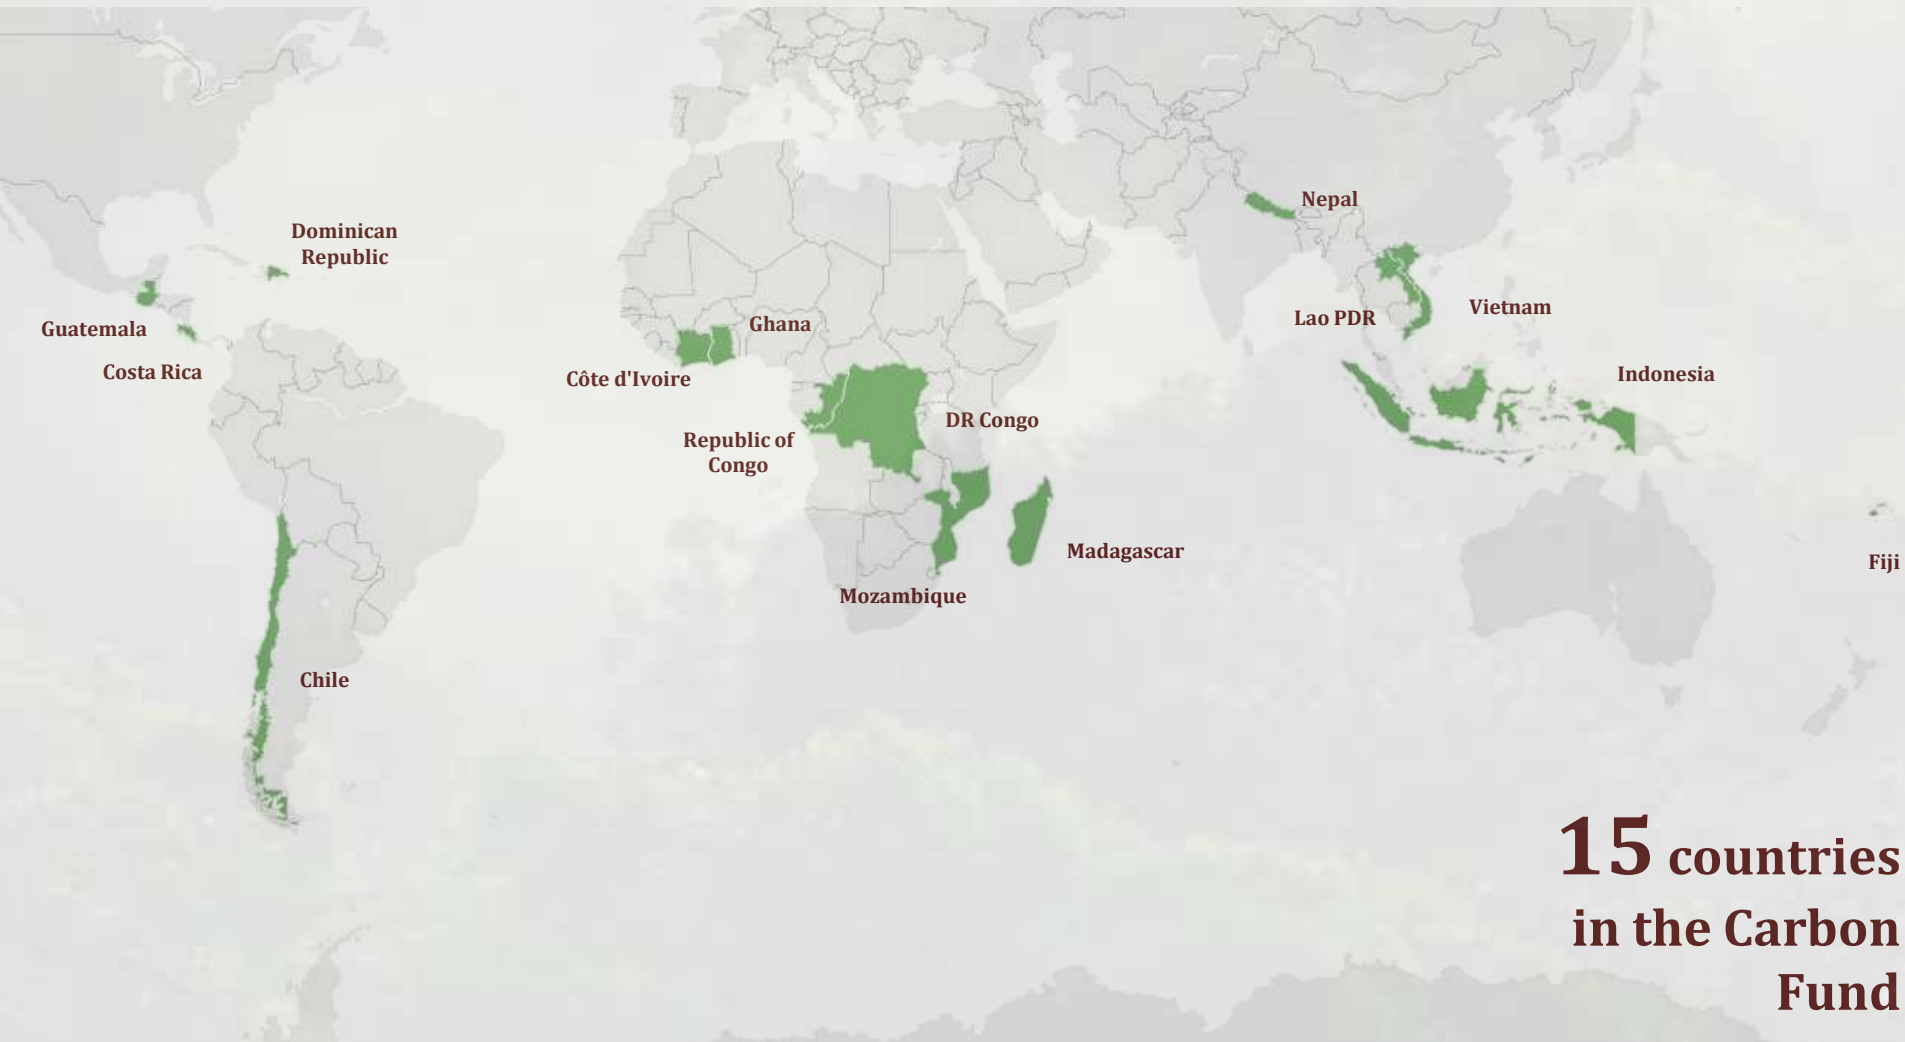 Nepal
Dominican
Republic
Vietnam
Lao PDR
Ghana
Guatemala
Costa Rica
Côte d'Ivoire
Indonesia
DR Congo
Republic of
Congo
Madagascar
Fiji
Mozambique
Chile
15 countries
in the Carbon
Fund